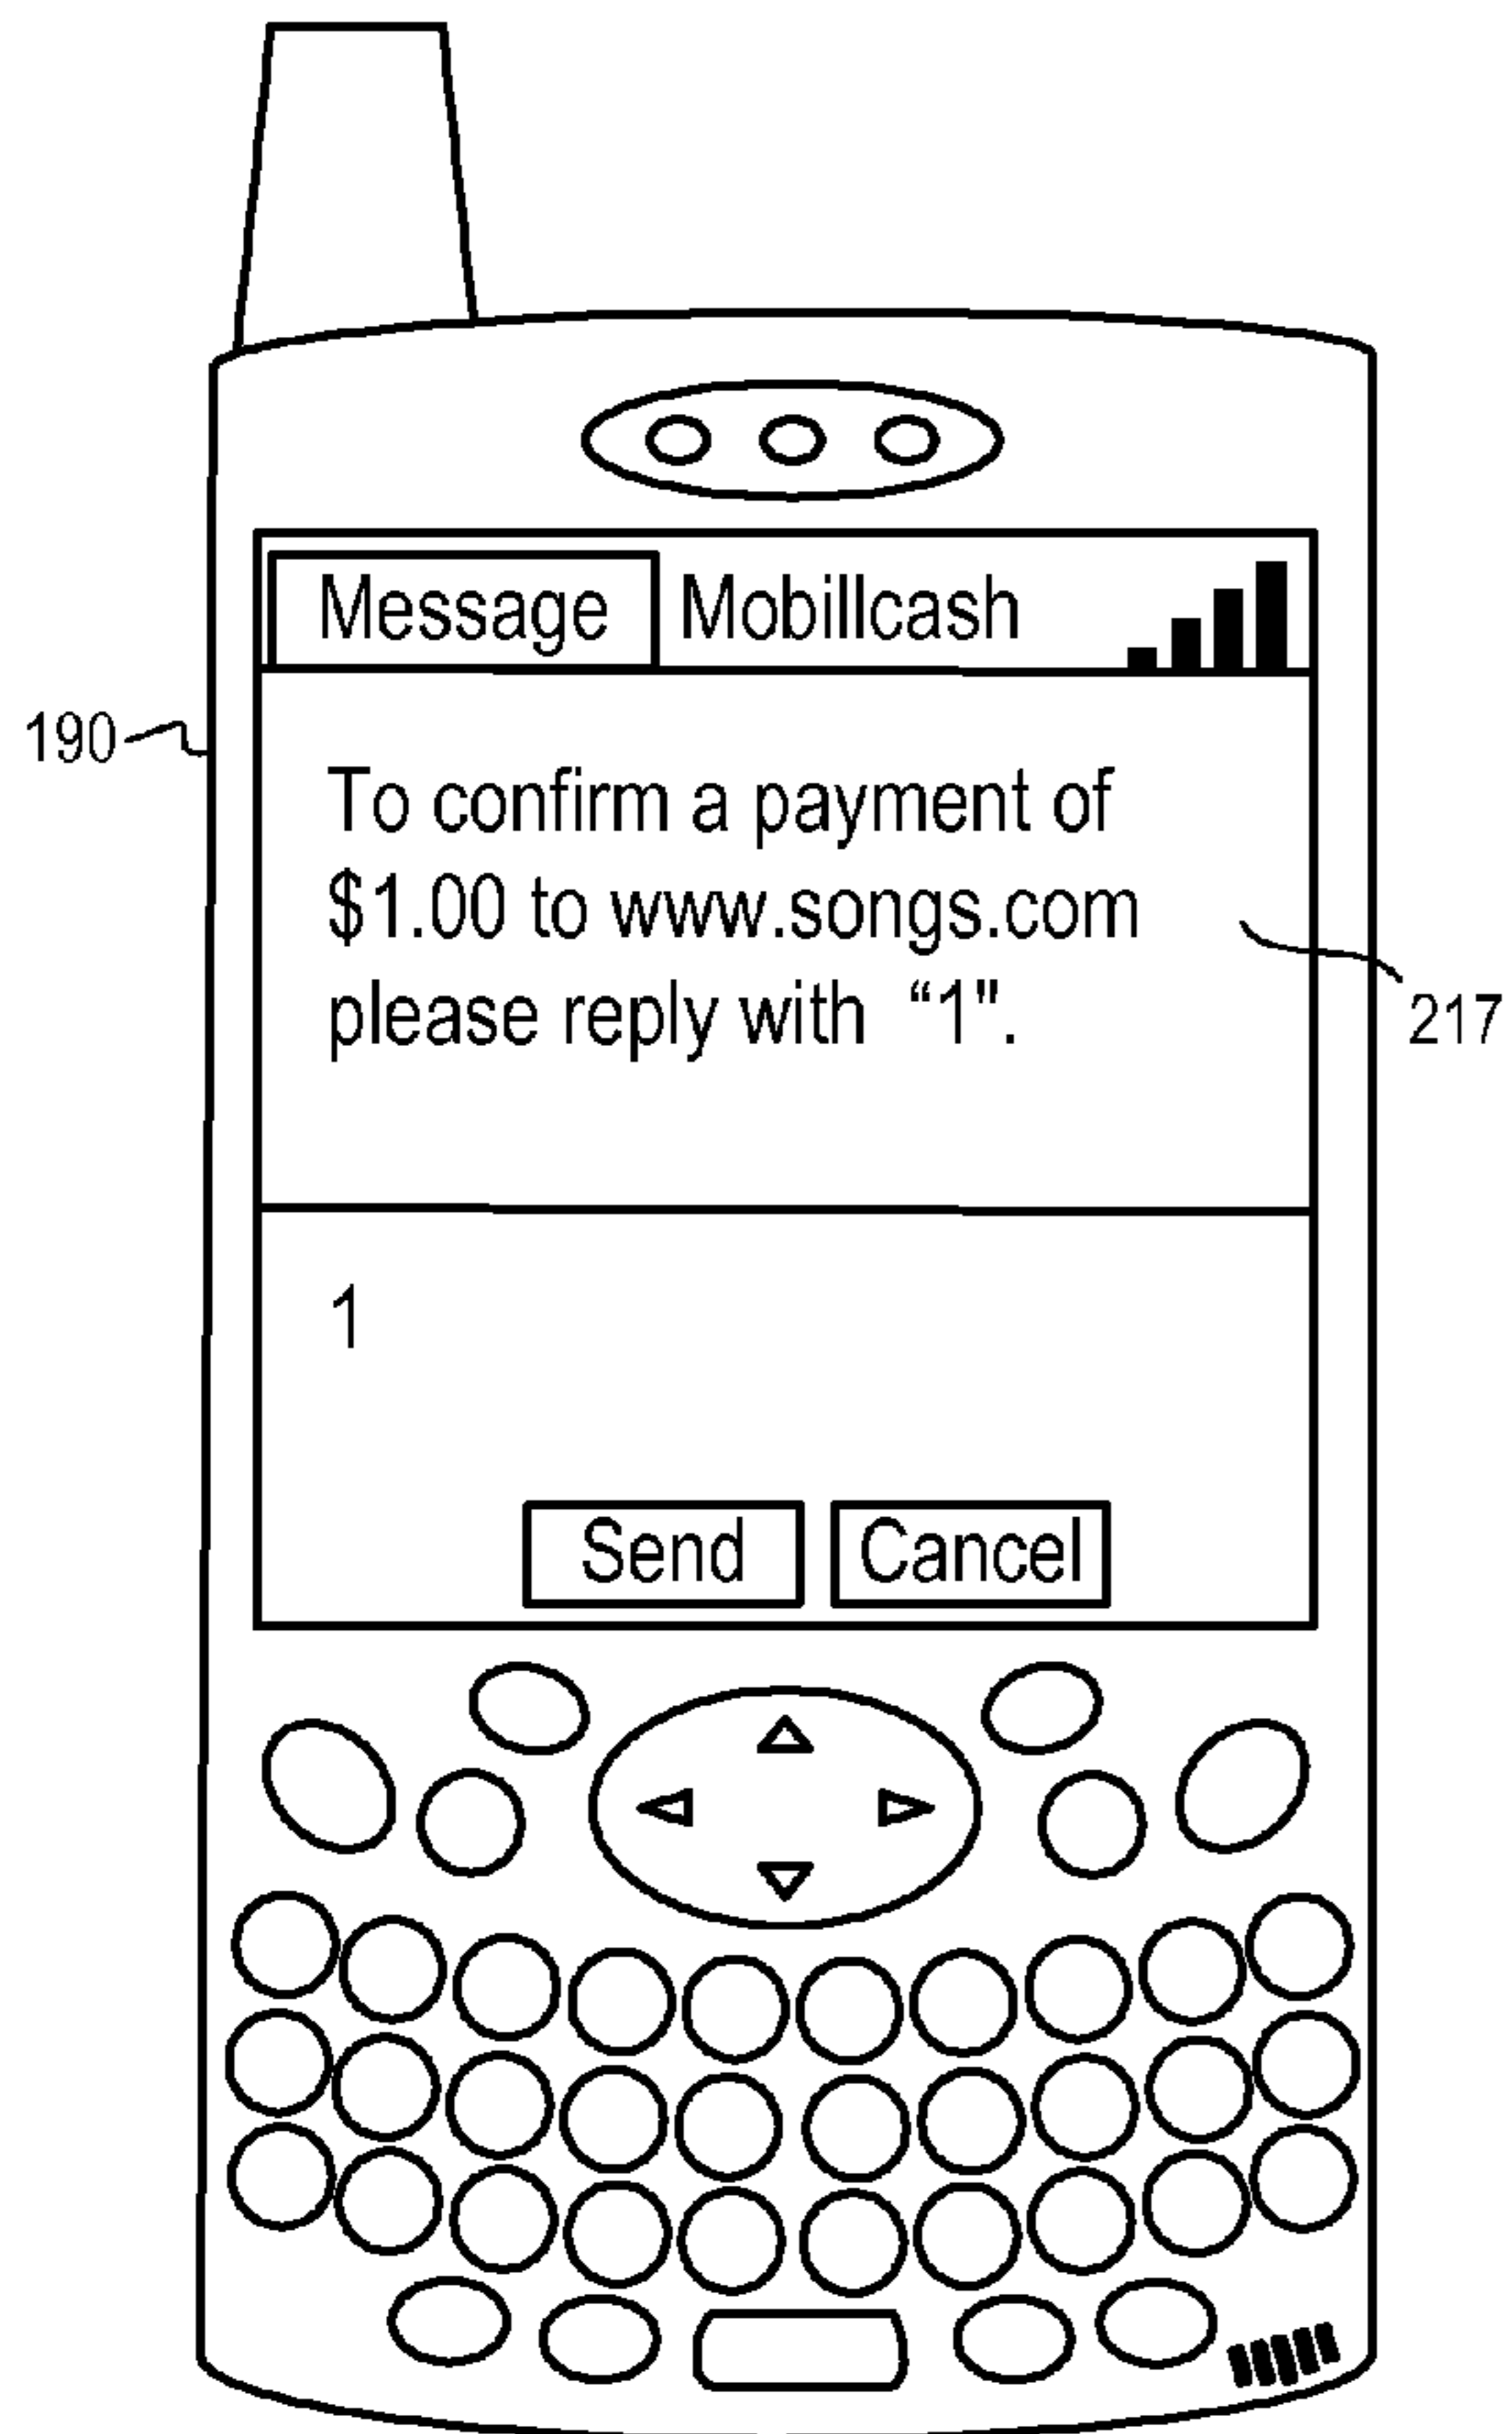 Message Mobillcash
190
To confirm a payment of
$1.00 to www.songs.com
please reply with “1".
217
1
Send Cancel